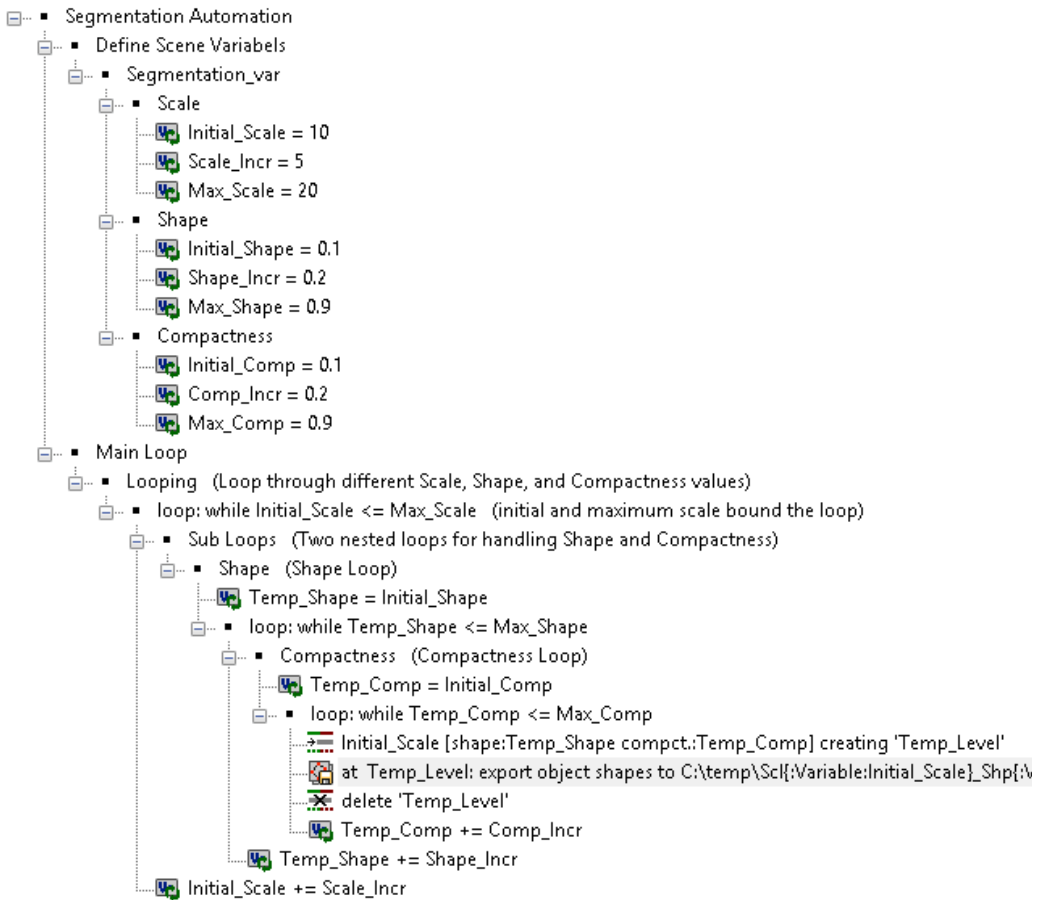 Segmentation Automation
Define Scene Variabels
Segmentation_var
Scale
Initial_Scale = 10
Scale_Incr = 5
Max_Scale = 20
Shape
Initial_Shape = 0.1
Shape_Incr = 0.2
Max_Shape = 0.9
Compactness
Initial_Comp = 0.1
Comp_Incr = 0.2
Max_Comp = 0.9
Main Loop
Looping (Loop through different Scale, Shape, and Compactness values)
loop: while Initial_Scale <= Max_Scale (initial and maximum scale bound the loop)
Sub Loops (Two nested loops for handling Shape and Compactness)
Shape (Shape Loop)
Temp_Shape = Initial_Shape
loop: while Temp_Shape <= Max_Shape
Compactness (Compactness Loop)
Temp_Comp = Initial_Comp
loop: while Temp_Comp <= Max_Comp
Initial_Scale [shape:Temp_Shape compct.:Temp_Comp] creating 'Temp_Level'
at Temp_Level: export object shapes to C:\temp\Scl{:Variable:Initial_Scale}_Shp{:
delete 'Temp_Level'
Temp_Comp += Comp_Incr
Temp_Shape += Shape_Incr
Initial_Scale += Scale_Incr